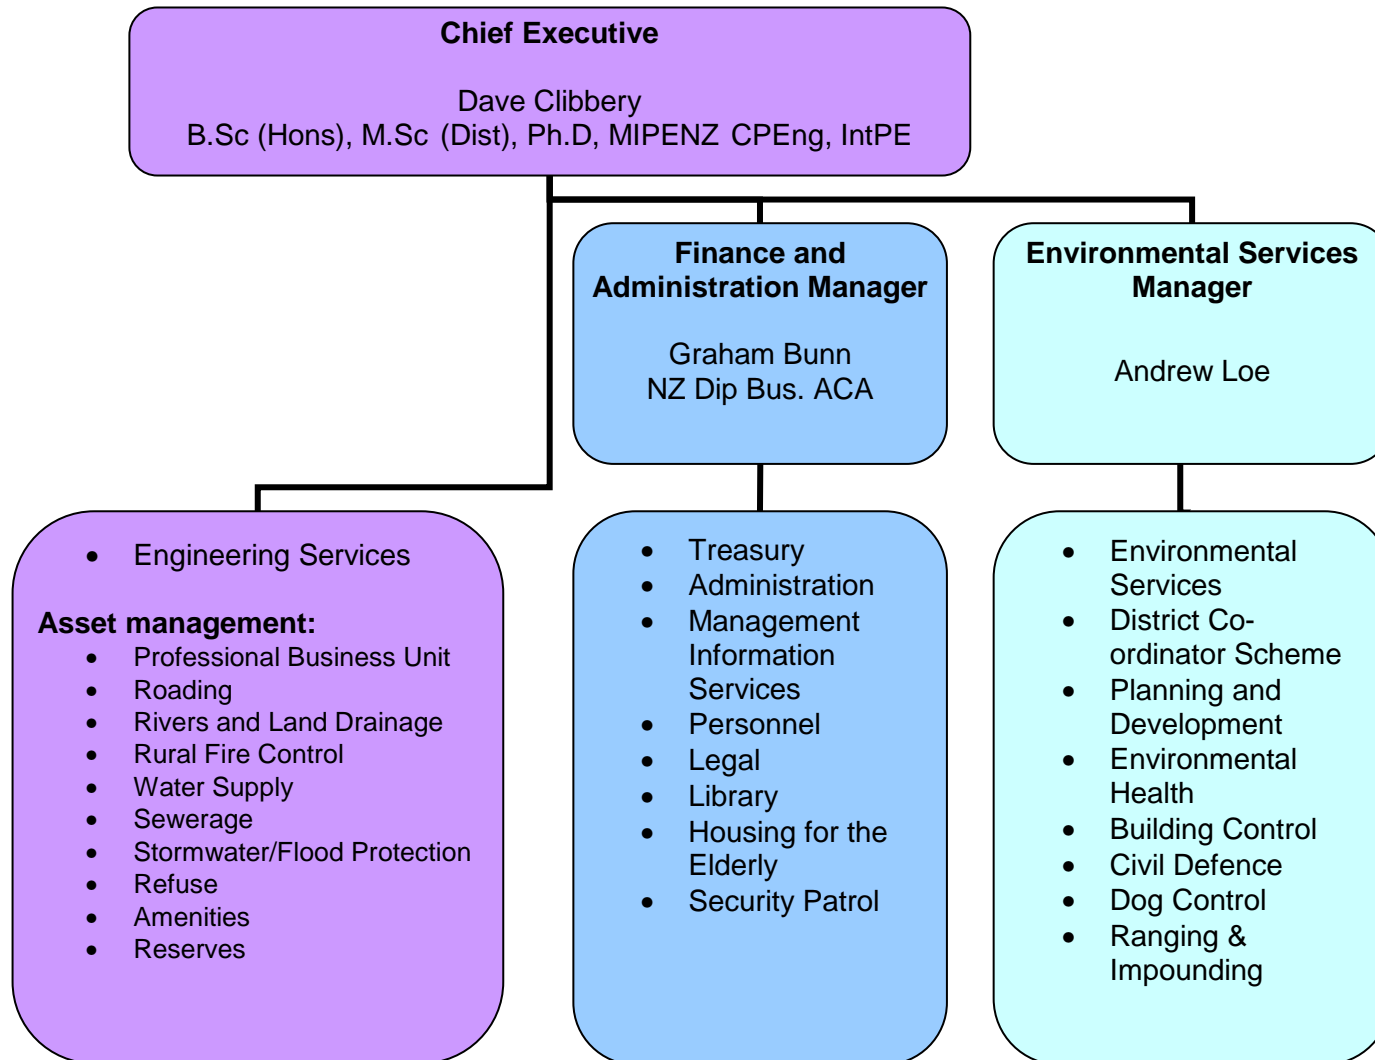 Chief Executive
Dave Clibbery
B.Sc (Hons), M.Sc (Dist), Ph.D, MIPENZ CPEng, IntPE
Finance and
Administration Manager
Graham Bunn
NZ Dip Bus. ACA
Environmental Services
Manager
Andrew Loe
• Engineering Services
Asset management:
• Professional Business Unit
• Roading
• Rivers and Land Drainage
• Rural Fire Control
• Water Supply
• Sewerage
• Stormwater/Flood Protection
• Refuse
• Amenities
• Reserves
• Treasury
• Administration
• Management
Information
Services
• Personnel
• Legal
• Library
• Housing for the
Elderly
• Security Patrol
• Environmental
Services
• District Co-
ordinator Scheme
• Planning and
Development
• Environmental
Health
• Building Control
• Civil Defence
• Dog Control
• Ranging &
Impounding